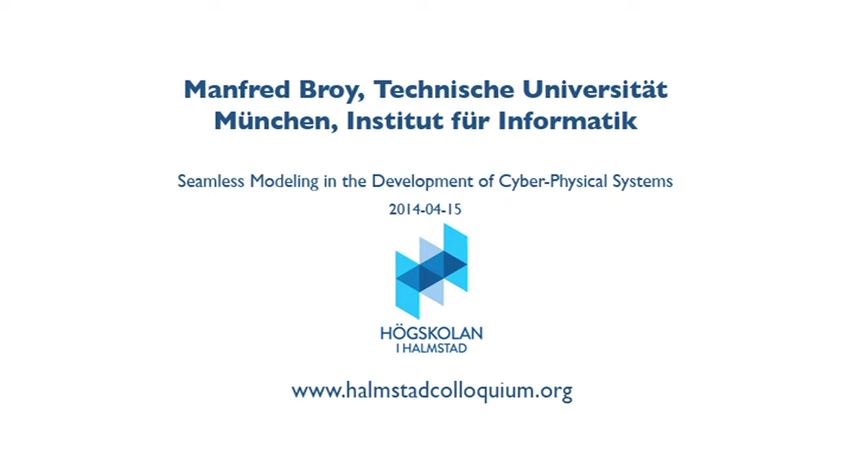 Manfred Broy, Technische Universität
München, Institut für Informatik
Seamless Modeling in the Development of Cyber-Physical Systems
2014-04-15
HÖGSKOLAN
I HALMSTAD
www.halmstadcolloquium.org